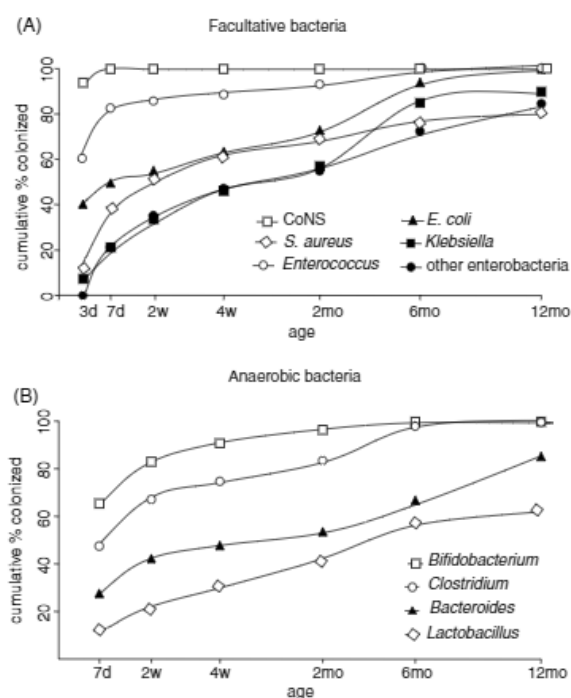 (A)
Facultative bacteria
cumulative % colonized
100
80
60
40
20
0
CoNS
S. aureus
Enterococcus
E. coli
Klebsiella
other enterobacteria
3d 7d 2w 4w 2mo 6mo 12mo
age
Anaerobic bacteria
(B)
cumulative % colonized
100
80
60
40
20
Bifidobacterium
Clostridium
Bacteroides
Lactobacillus
7d 2w 4w 2mo 6mo 12mo
age